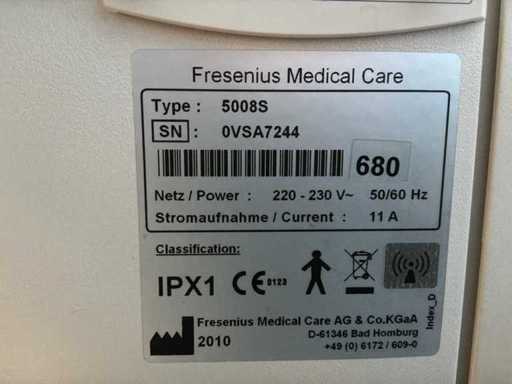 Fresenius Medical Care
Type : 5008S
SN : 0VSA7244
680
Netz / Power : 220 - 230 V~ 50/60 Hz
Stromaufnahme / Current : 11 A
Classification:
IPX1 CE 0123
Index_D
Fresenius Medical Care AG & Co.KGaA
D-61346 Bad Homburg
2010
+49 (0) 6172 / 609-0